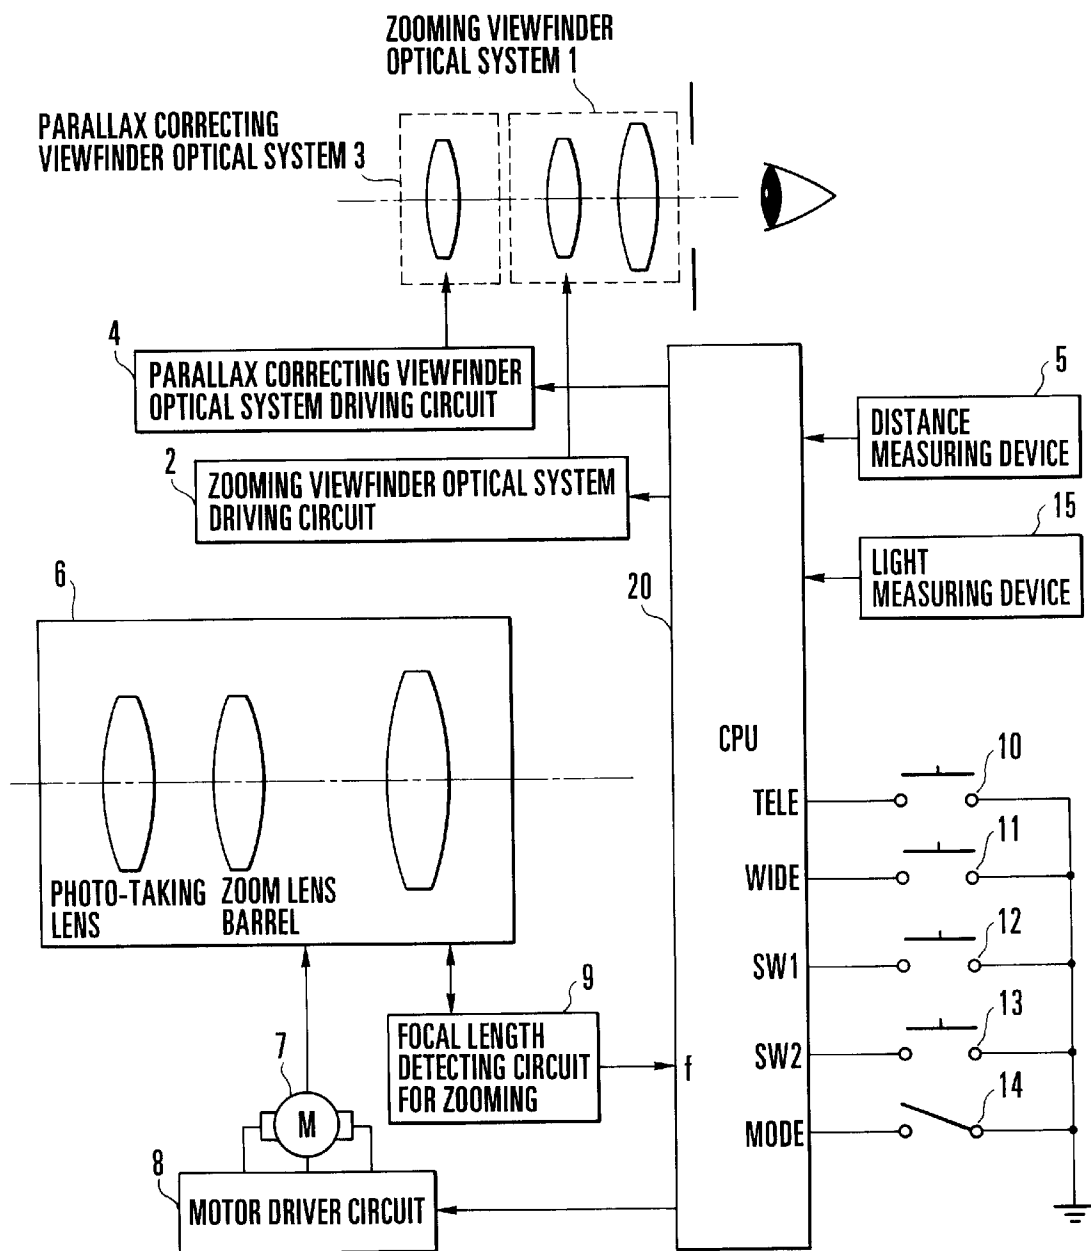 ZOOMING VIEWFINDER
OPTICAL SYSTEM 1
PARALLAX CORRECTING
VIEWFINDER OPTICAL SYSTEM 3
4
PARALLAX CORRECTING VIEWFINDER
OPTICAL SYSTEM DRIVING CIRCUIT
5
DISTANCE
MEASURING DEVICE
2
ZOOMING VIEWFINDER OPTICAL SYSTEM
DRIVING CIRCUIT
15
LIGHT
MEASURING DEVICE
6
20
CPU
PHOTO-TAKING
LENS
ZOOM LENS
BARREL
TELE
10
WIDE
11
SW1
12
SW2
13
MODE
14
9
FOCAL LENGTH
DETECTING CIRCUIT
FOR ZOOMING
f
7
M
8
MOTOR DRIVER CIRCUIT